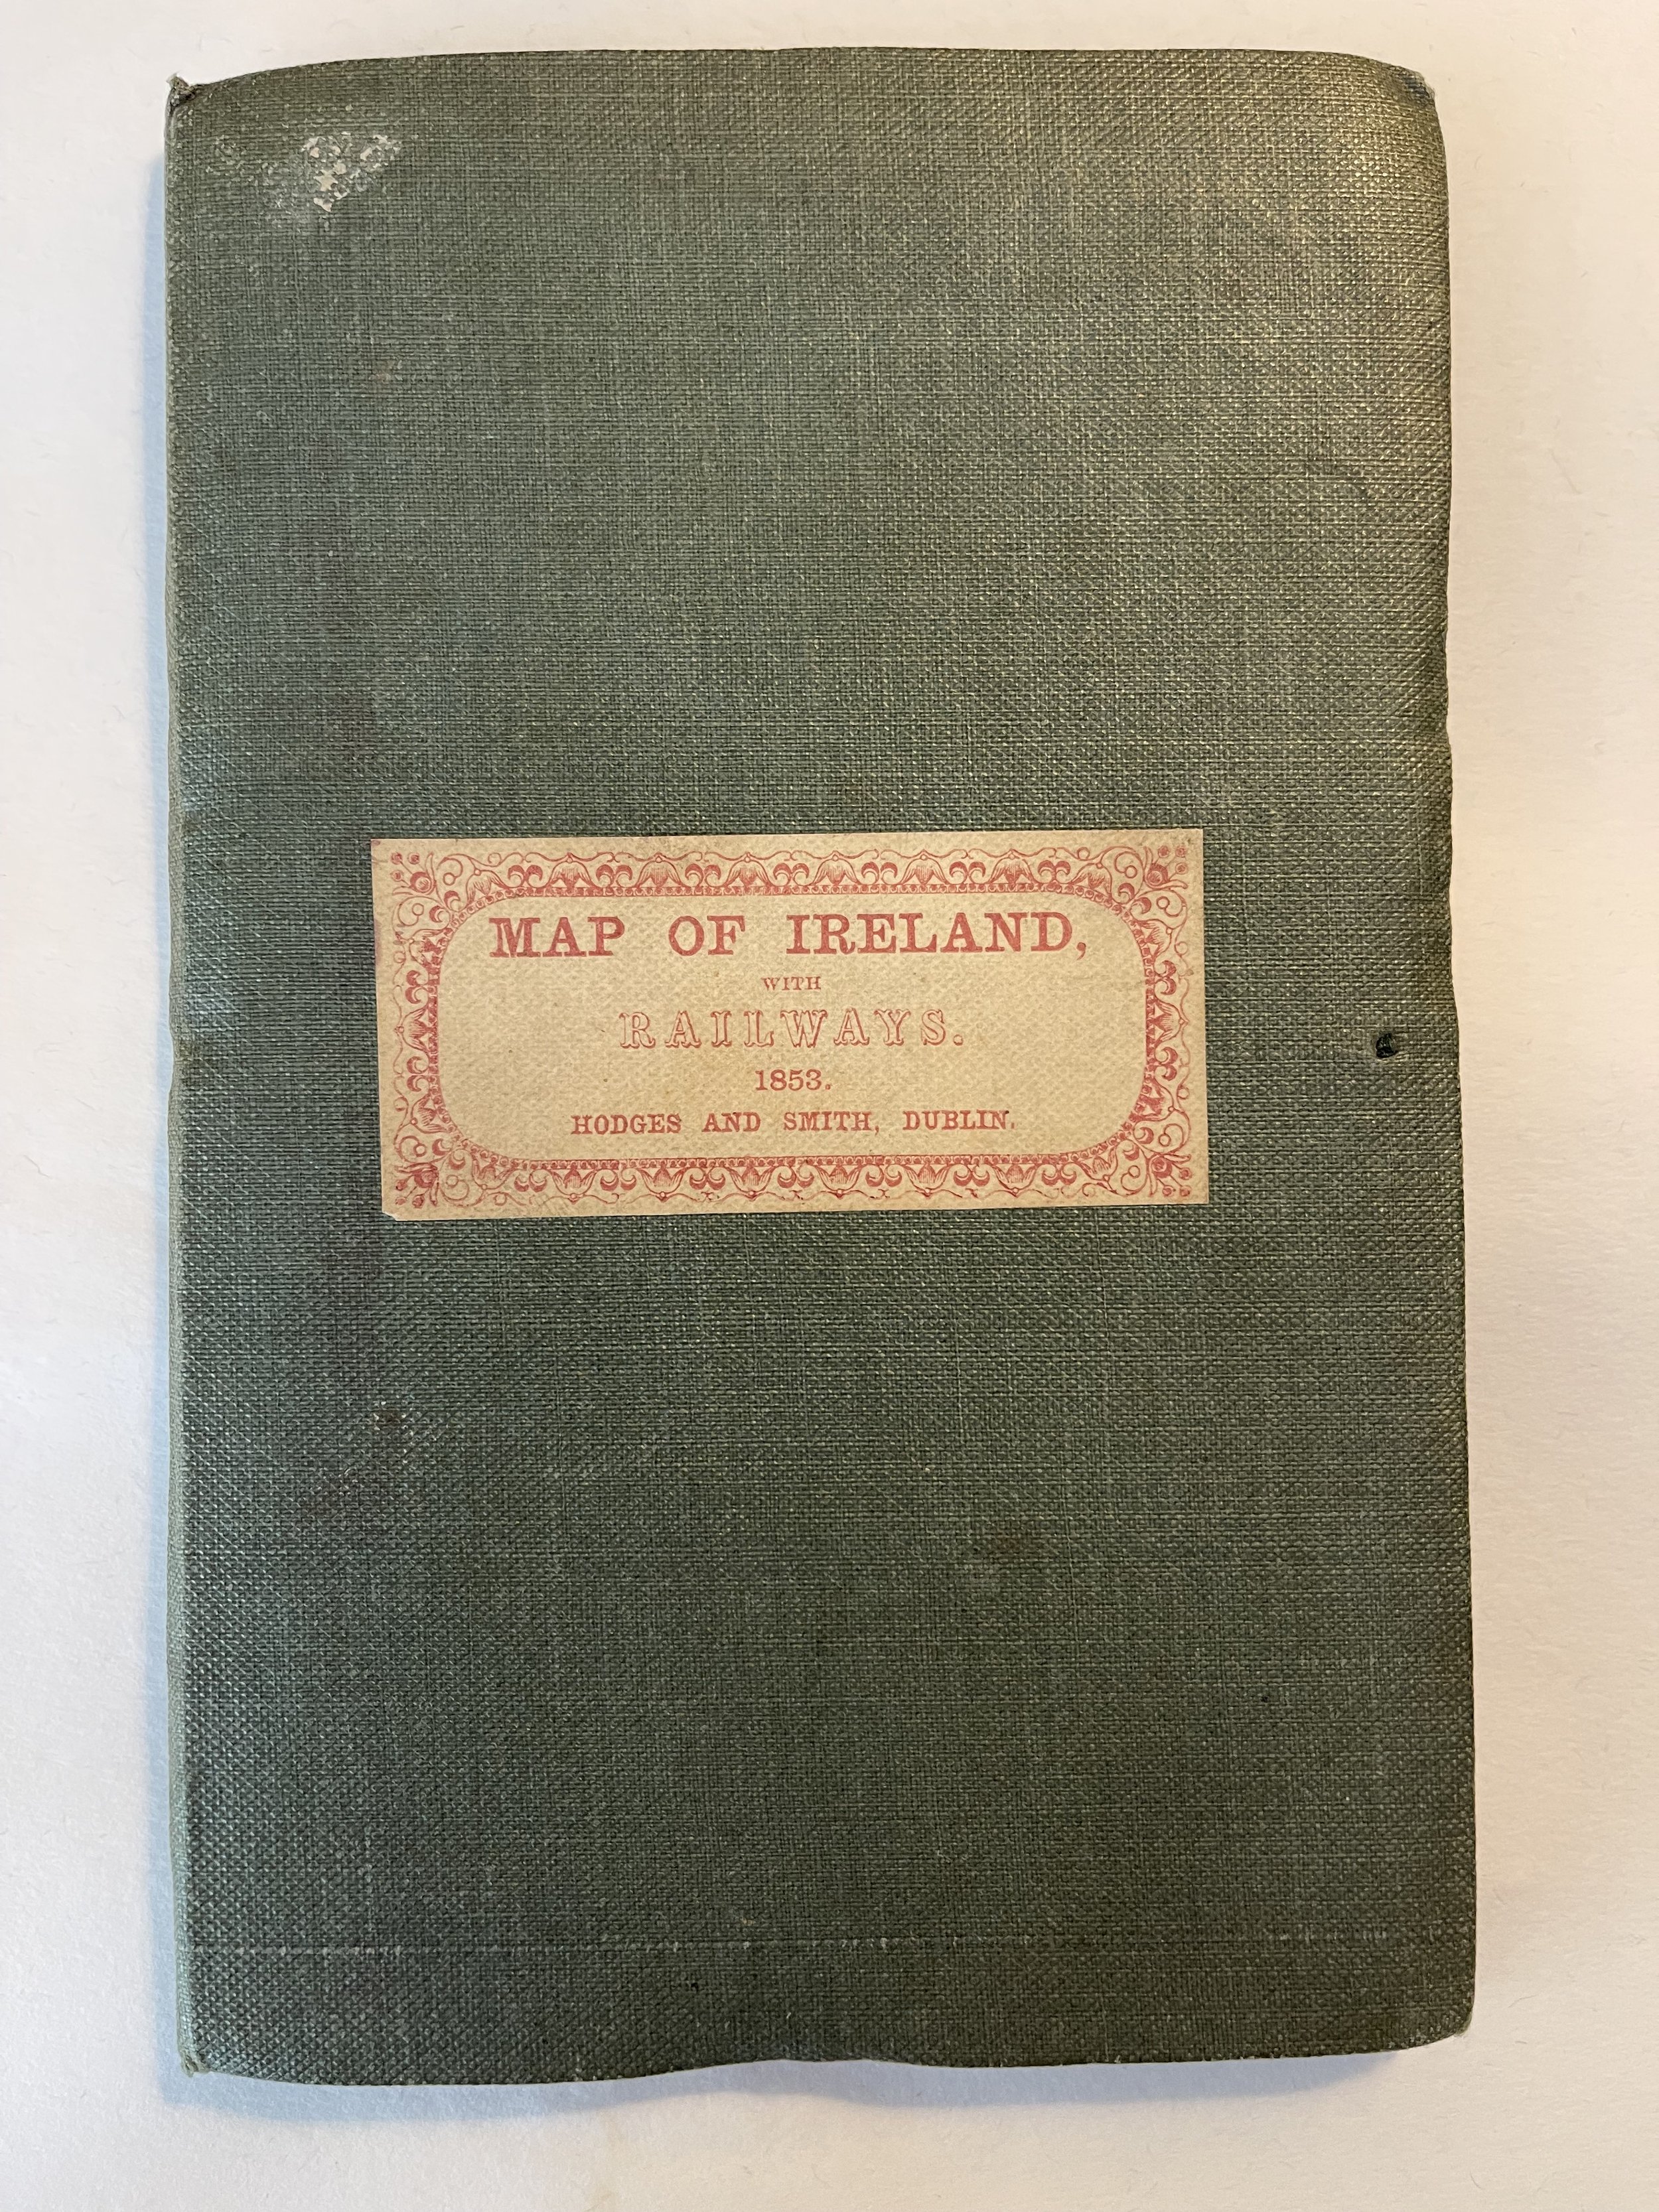 MAP OF IRELAND,
WITH
RAILWAYS.
1853.
HODGES AND SMITH, DUBLIN.